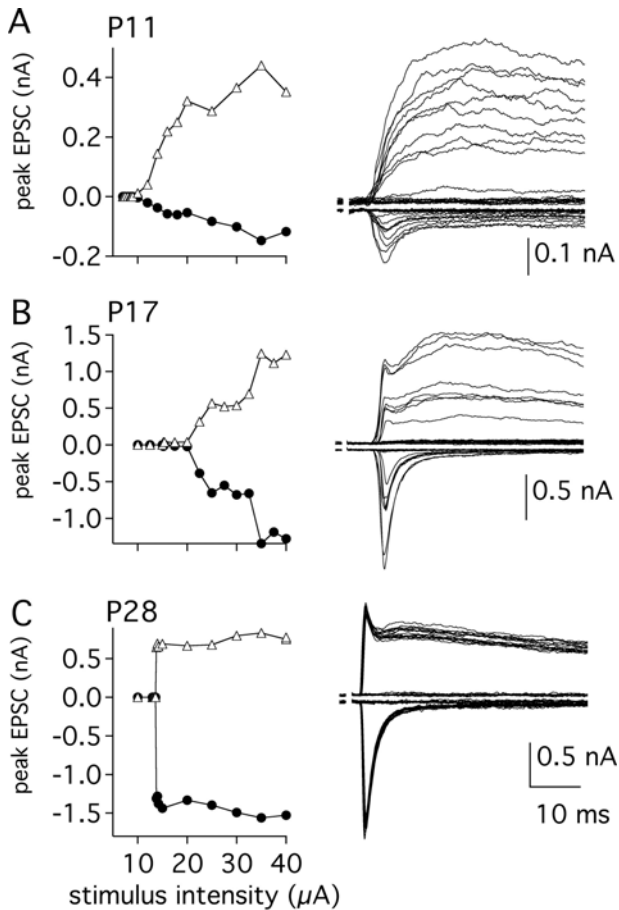 A P11
peak EPSC (nA)
0.4
0.2
0.0
-0.2
0.1 nA
B P17
peak EPSC (nA)
1.5
1.0
0.5
0.0
-0.5
-1.0
0.5 nA
C P28
peak EPSC (nA)
0.5
0.0
-0.5
-1.0
-1.5
0.5 nA
10 ms
10 20 30 40
stimulus intensity (μA)